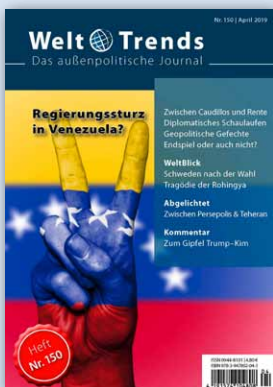 Nr. 150 | April 2019
Welt Trends
Das außenpolitische Journal
Regierungssturz
in Venezuela?
Zwischen Caudillos und Rente
Diplomatisches Schaulaufen
Geopolitische Gefechte
Endspiel oder auch nicht?
WeltBlick
Schweden nach der Wahl
Tragödie der Rohingya
Abgelichtet
Zwischen Persepolis & Teheran
Kommentar
Zum Gipfel Trump–Kim
Heft
Nr. 150